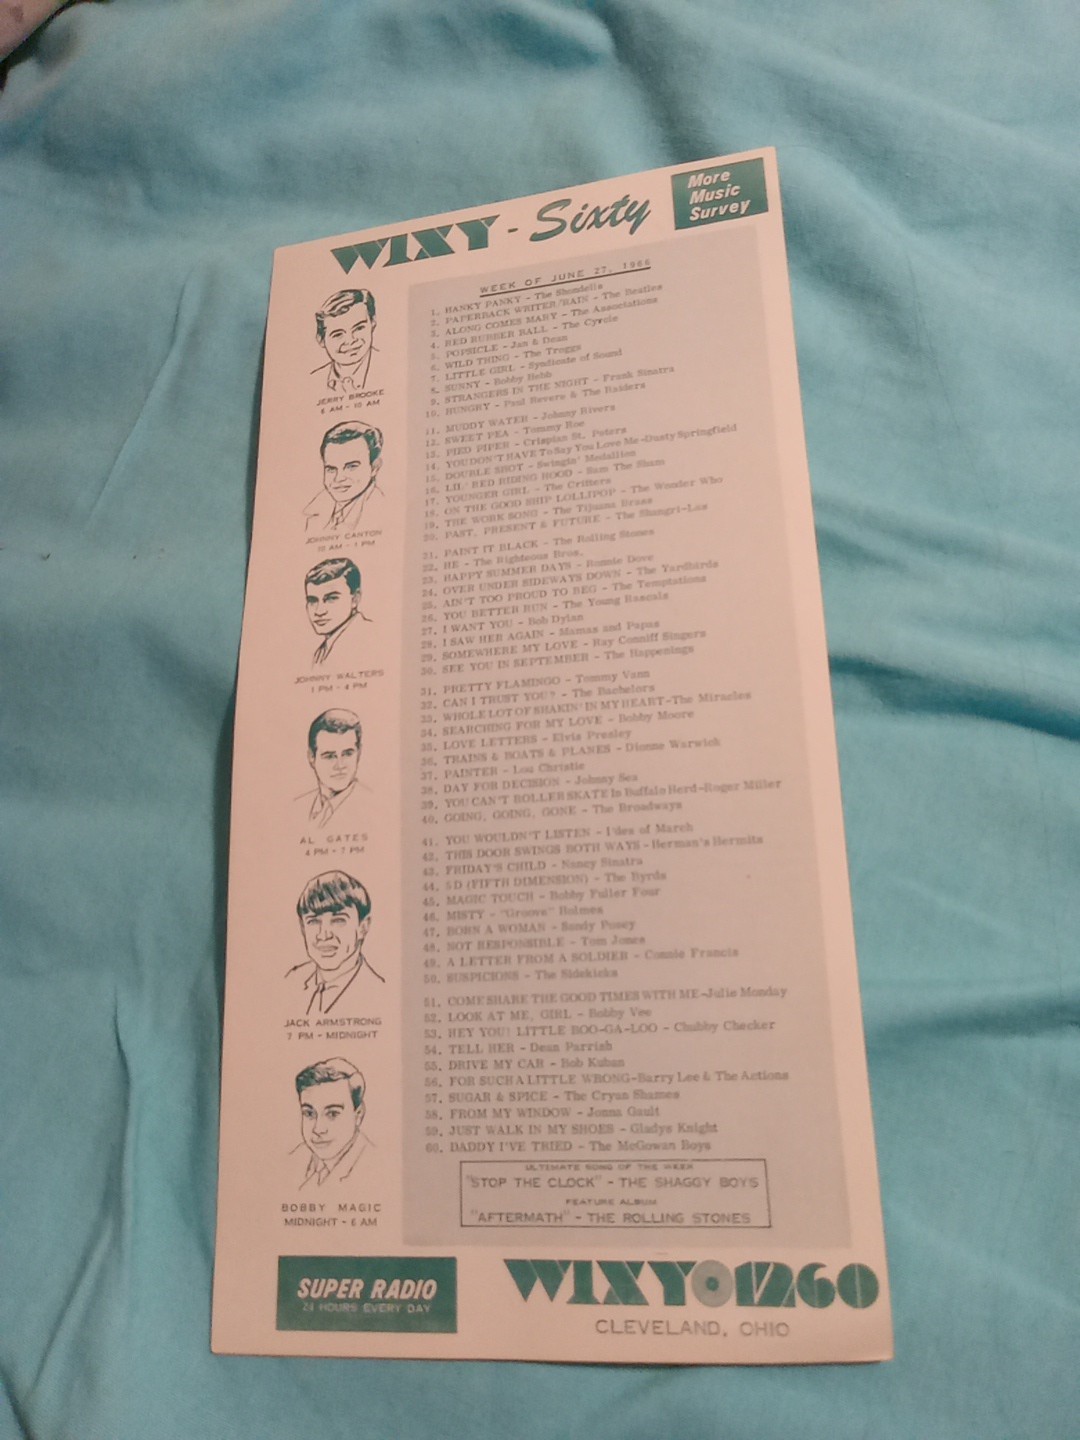 WIXY - Sixty
More
Music
Survey
WEEK OF JUNE 27, 1966
1. HANKY PANKY - The Shondells
2. PAPERBACK WRITER/RAIN - The Beatles
3. ALONG COMES MARY - The Associations
4. RED RUBBER BALL - The Cyrcle
5. POPSICLE - Jan & Dean
6. WILD THING - The Troggs
7. LITTLE GIRL - Syndicate of Sound
8. SUNNY - Bobby Hebb
9. STRANGERS IN THE NIGHT - Frank Sinatra
10. HUNGRY - Paul Revere & The Raiders
11. MUDDY WATER - Johnny Rivers
12. SWEET PEA - Tommy Roe
13. PIED PIPER - Crispian St. Peters
14. YOU DON'T HAVE To Say You Love Me-Dusty Springfield
15. DOUBLE SHOT - Swingin' Medallion
16. LIL' RED RIDING HOOD - Sam The Sham
17. YOUNGER GIRL - The Critters
18. ON THE GOOD SHIP LOLLIPOP - The Wonder Who
19. THE WORK SONG - The Tijuana Brass
20. PAST, PRESENT & FUTURE - The Shangri-Las
21. PAINT IT BLACK - The Rolling Stones
22. HE - The Righteous Bros.
23. HAPPY SUMMER DAYS - Ronnie Dove
24. OVER UNDER SIDEWAYS DOWN - The Yardbirds
25. AIN'T TOO PROUD TO BEG - The Temptations
26. YOU BETTER RUN - The Young Rascals
27. I WANT YOU - Bob Dylan
28. I SAW HER AGAIN - Mamas and Papas
29. SOMEWHERE MY LOVE - Ray Conniff Singers
30. SEE YOU IN SEPTEMBER - The Happenings
31. PRETTY FLAMINGO - Tommy Vann
32. CAN I TRUST YOU? - The Bachelors
33. WHOLE LOT OF SHAKIN' IN MY HEART-The Miracles
34. SEARCHING FOR MY LOVE - Bobby Moore
35. LOVE LETTERS - Elvis Presley
36. TRAINS & BOATS & PLANES - Dionne Warwich
37. PAINTER - Lou Christie
38. DAY FOR DECISION - Johnny Sea
39. YOU CAN'T ROLLER SKATE In Buffalo Herd-Roger Miller
40. GOING, GOING, GONE - The Broadways
41. YOU WOULDN'T LISTEN - I'des of March
42. THIS DOOR SWINGS BOTH WAYS - Herman's Hermits
43. FRIDAY'S CHILD - Nancy Sinatra
44. 5 D (FIFTH DIMENSION) - The Byrds
45. MAGIC TOUCH - Bobby Fuller Four
46. MISTY - "Groove" Holmes
47. BORN A WOMAN - Sandy Posey
48. NOT RESPONSIBLE - Tom Jones
49. A LETTER FROM A SOLDIER - Connie Francis
50. SUSPICIONS - The Sidekicks
51. COME SHARE THE GOOD TIMES WITH ME-Julie Monday
52. LOOK AT ME, GIRL - Bobby Vee
53. HEY YOU! LITTLE BOO-GA-LOO - Chubby Checker
54. TELL HER - Dean Parrish
55. DRIVE MY CAR - Bob Kuban
56. FOR SUCH A LITTLE WRONG-Barry Lee & The Actions
57. SUGAR & SPICE - The Cryan Shames
58. FROM MY WINDOW - Jonna Gault
59. JUST WALK IN MY SHOES - Gladys Knight
60. DADDY I'VE TRIED - The McGowan Boys
ULTIMATE SONG OF THE WEEK
"STOP THE CLOCK" - THE SHAGGY BOYS
FEATURE ALBUM
"AFTERMATH" - THE ROLLING STONES
JERRY BROOKE
6 AM - 10 AM
JOHNNY CANTON
10 AM - 1 PM
JOHNNY WALTERS
1 PM - 4 PM
AL GATES
4 PM - 7 PM
JACK ARMSTRONG
7 PM - MIDNIGHT
BOBBY MAGIC
MIDNIGHT - 6 AM
SUPER RADIO
24 HOURS EVERY DAY
WIXY 1260
CLEVELAND, OHIO